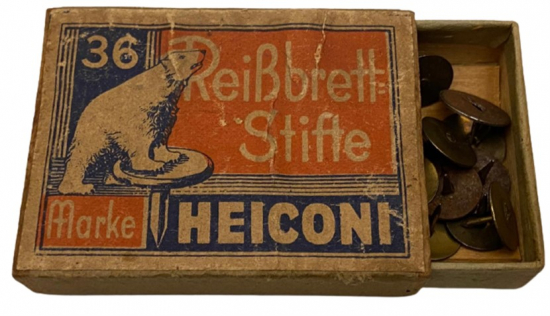 36
Reißbrett-
Stifte
Marke HEICONI